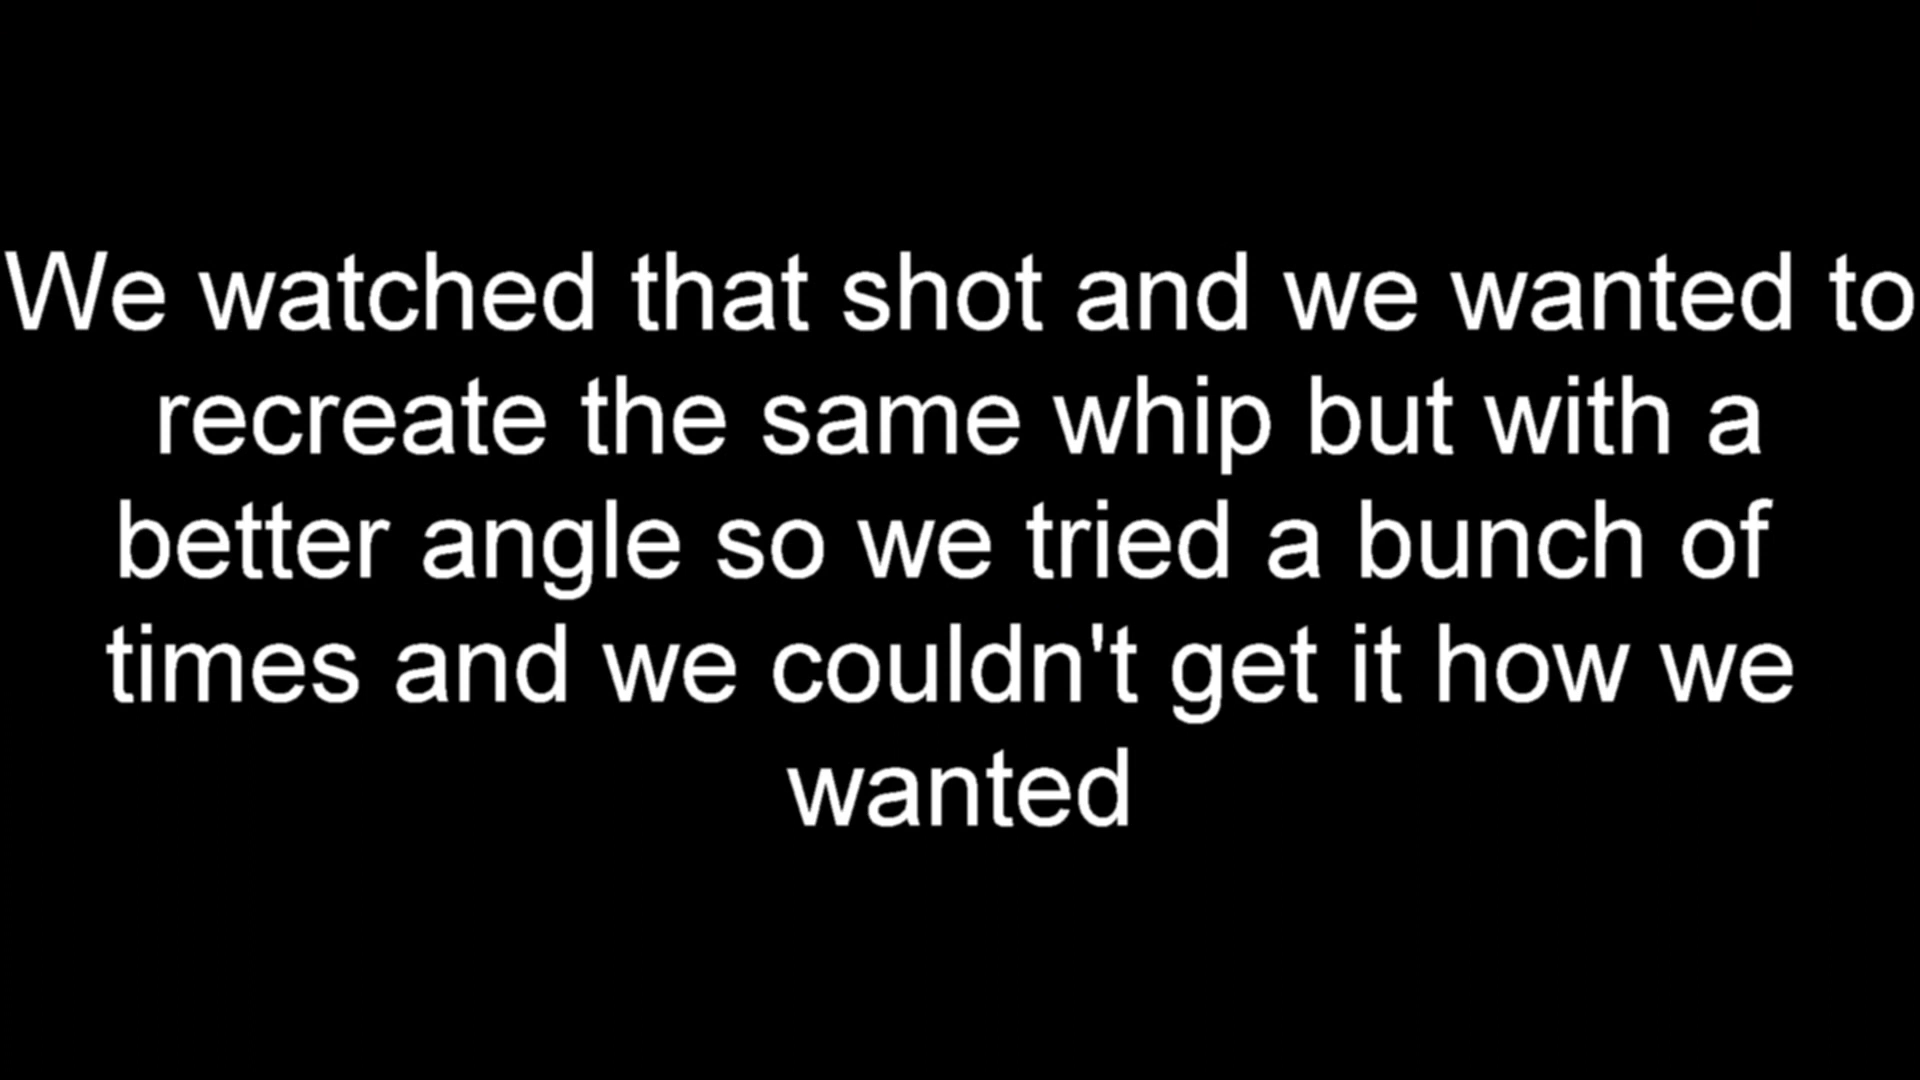 We watched that shot and we wanted to
recreate the same whip but with a
better angle so we tried a bunch of
times and we couldn't get it how we
wanted